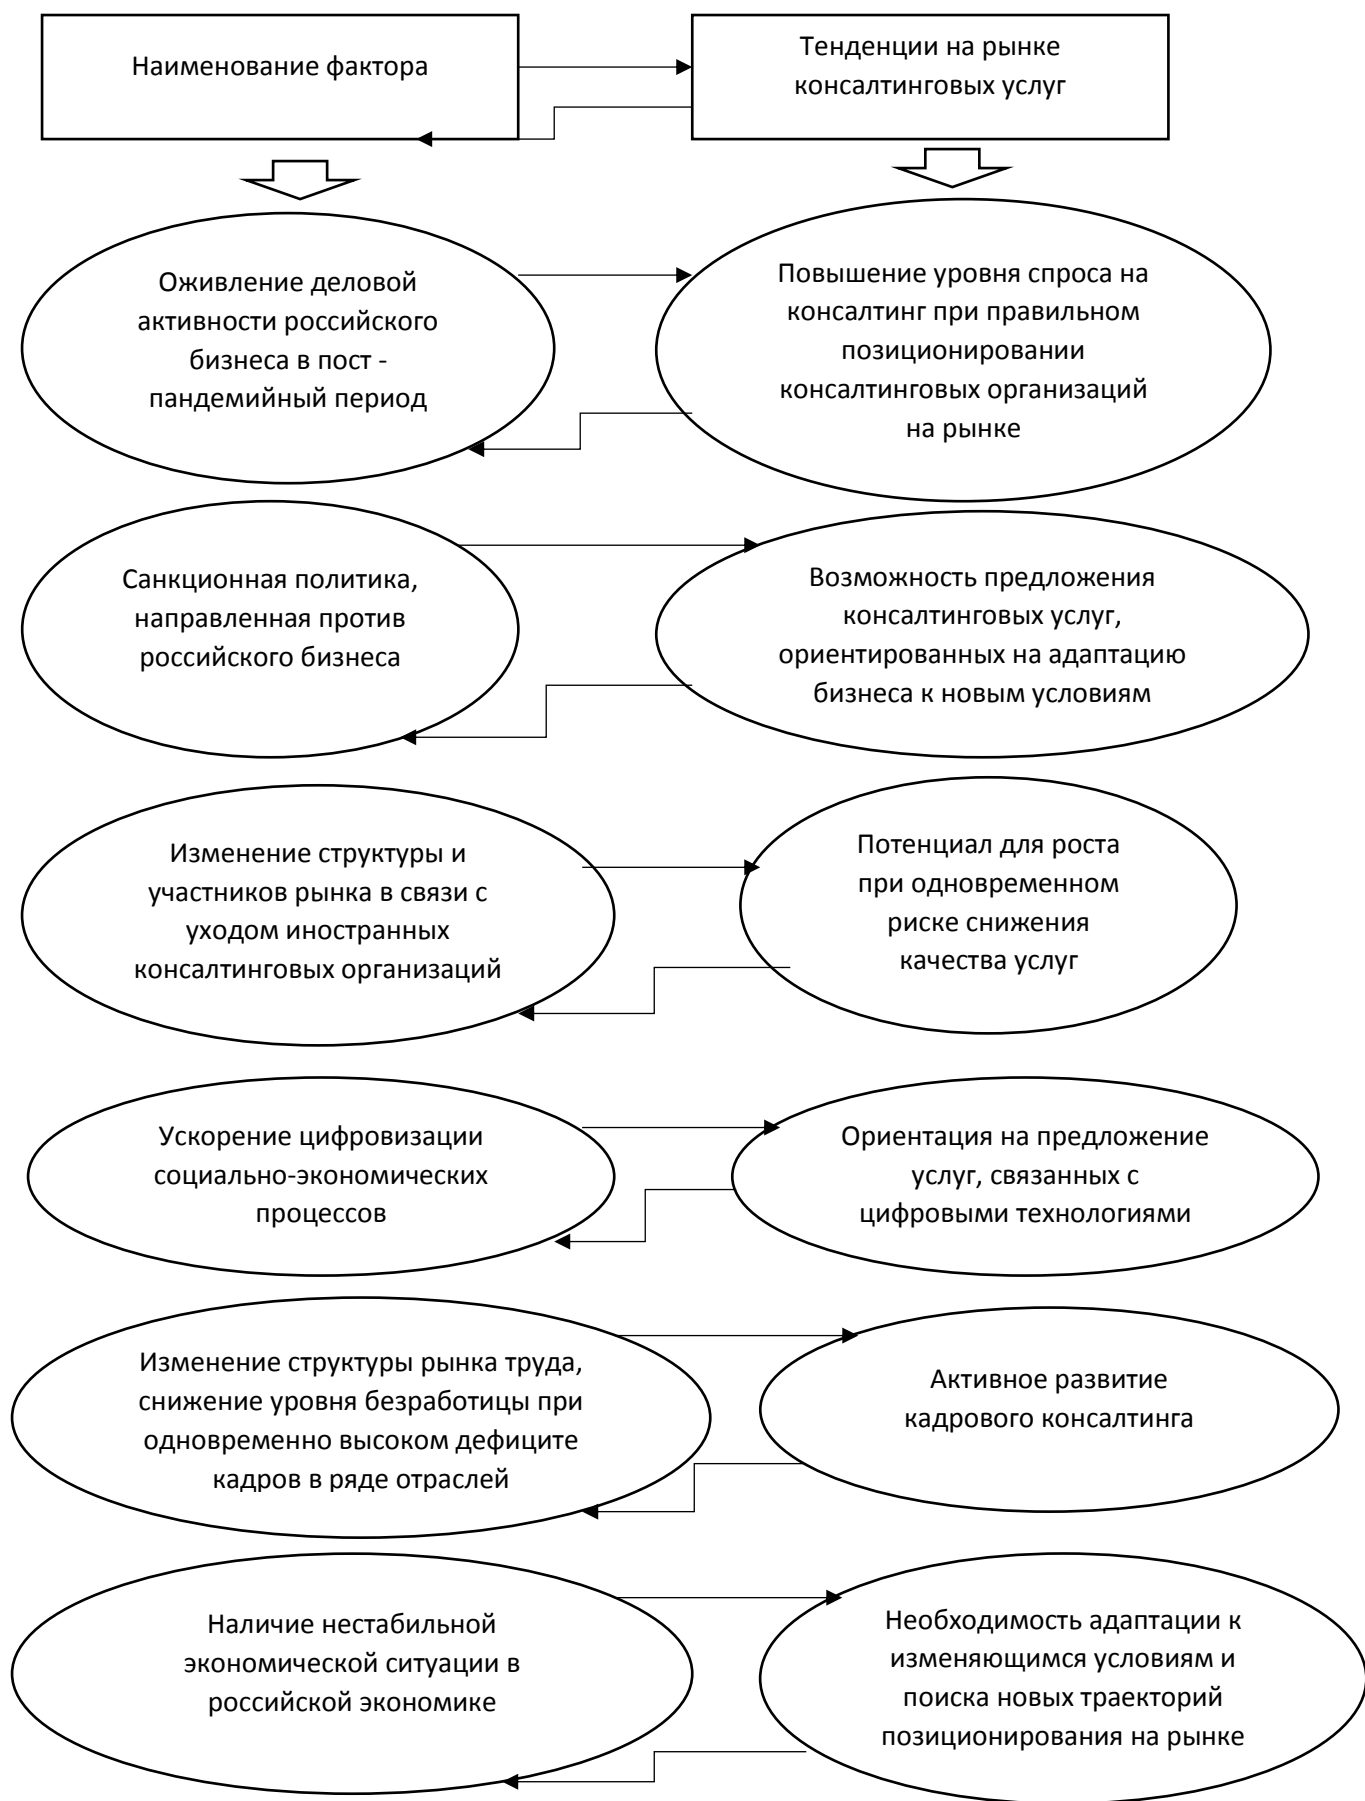 Наименование фактора
Тенденции на рынке
консалтинговых услуг
Оживление деловой
активности российского
бизнеса в пост -
пандемийный период
Повышение уровня спроса на
консалтинг при правильном
позиционировании
консалтинговых организаций
на рынке
Санкционная политика,
направленная против
российского бизнеса
Возможность предложения
консалтинговых услуг,
ориентированных на адаптацию
бизнеса к новым условиям
Изменение структуры и
участников рынка в связи с
уходом иностранных
консалтинговых организаций
Потенциал для роста
при одновременном
риске снижения
качества услуг
Ускорение цифровизации
социально-экономических
процессов
Ориентация на предложение
услуг, связанных с
цифровыми технологиями
Изменение структуры рынка труда,
снижение уровня безработицы при
одновременно высоком дефиците
кадров в ряде отраслей
Активное развитие
кадрового консалтинга
Наличие нестабильной
экономической ситуации в
российской экономике
Необходимость адаптации к
изменяющимся условиям и
поиска новых траекторий
позиционирования на рынке